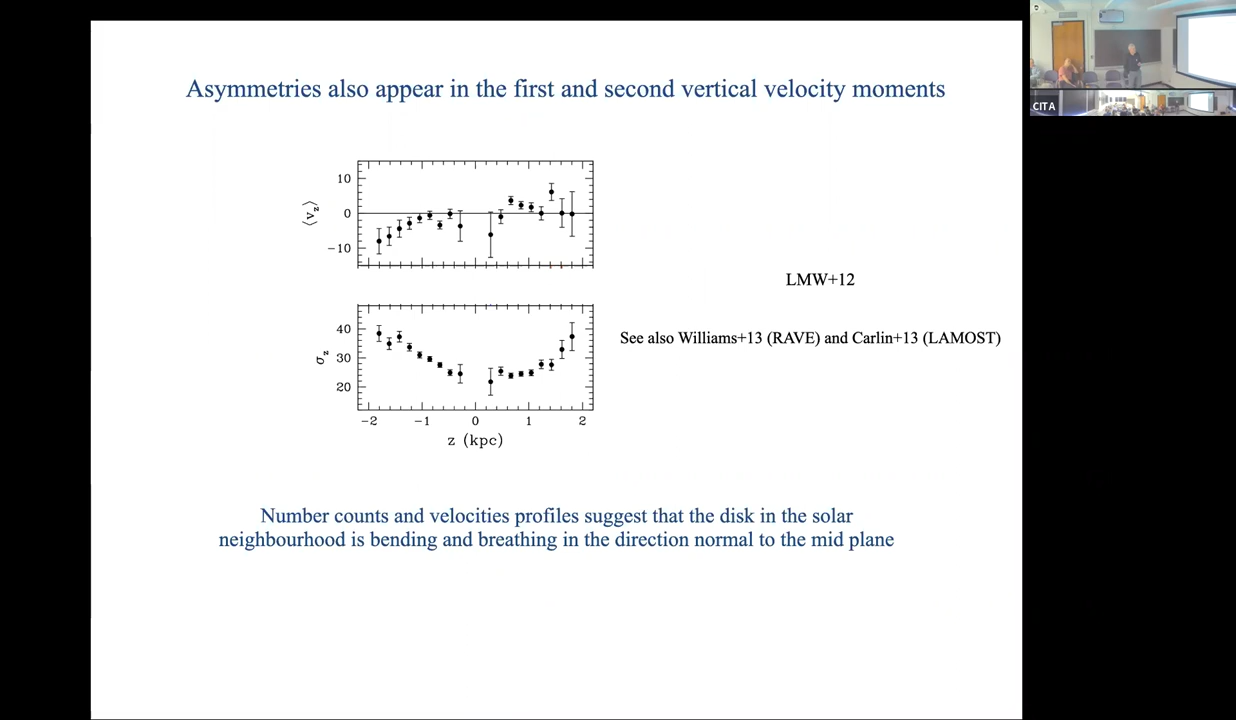 Asymmetries also appear in the first and second vertical velocity moments
CITA
10
0
−10
⟨v_z⟩
LMW+12
See also Williams+13 (RAVE) and Carlin+13 (LAMOST)
40
30
20
σ_z
−2 −1 0 1 2
z (kpc)
Number counts and velocities profiles suggest that the disk in the solar
neighbourhood is bending and breathing in the direction normal to the mid plane